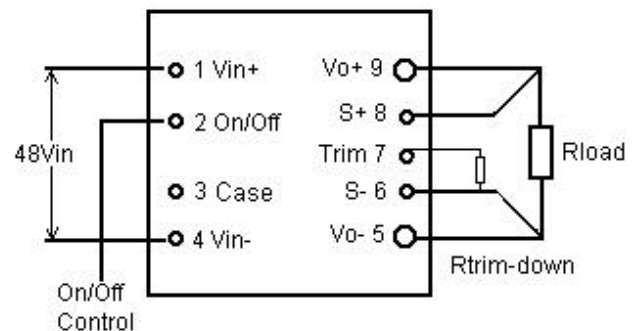 1 Vin+
Vo+ 9
S+ 8
2 On/Off
48Vin
Trim 7
Rload
3 Case
S- 6
4 Vin-
Vo- 5
Rtrim-down
On/Off
Control